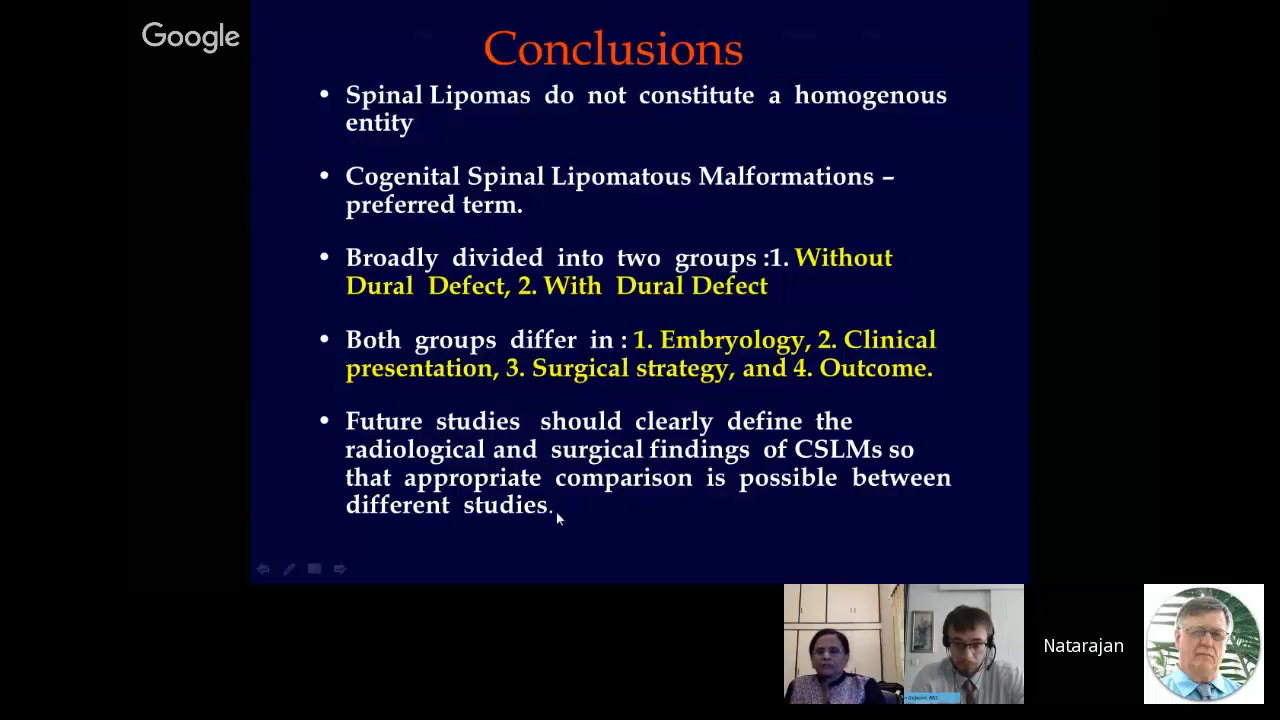 Google
Conclusions
• Spinal Lipomas do not constitute a homogenous
entity
• Cogenital Spinal Lipomatous Malformations –
preferred term.
• Broadly divided into two groups :1. Without
Dural Defect, 2. With Dural Defect
• Both groups differ in : 1. Embryology, 2. Clinical
presentation, 3. Surgical strategy, and 4. Outcome.
• Future studies should clearly define the
radiological and surgical findings of CSLMs so
that appropriate comparison is possible between
different studies.
Natarajan